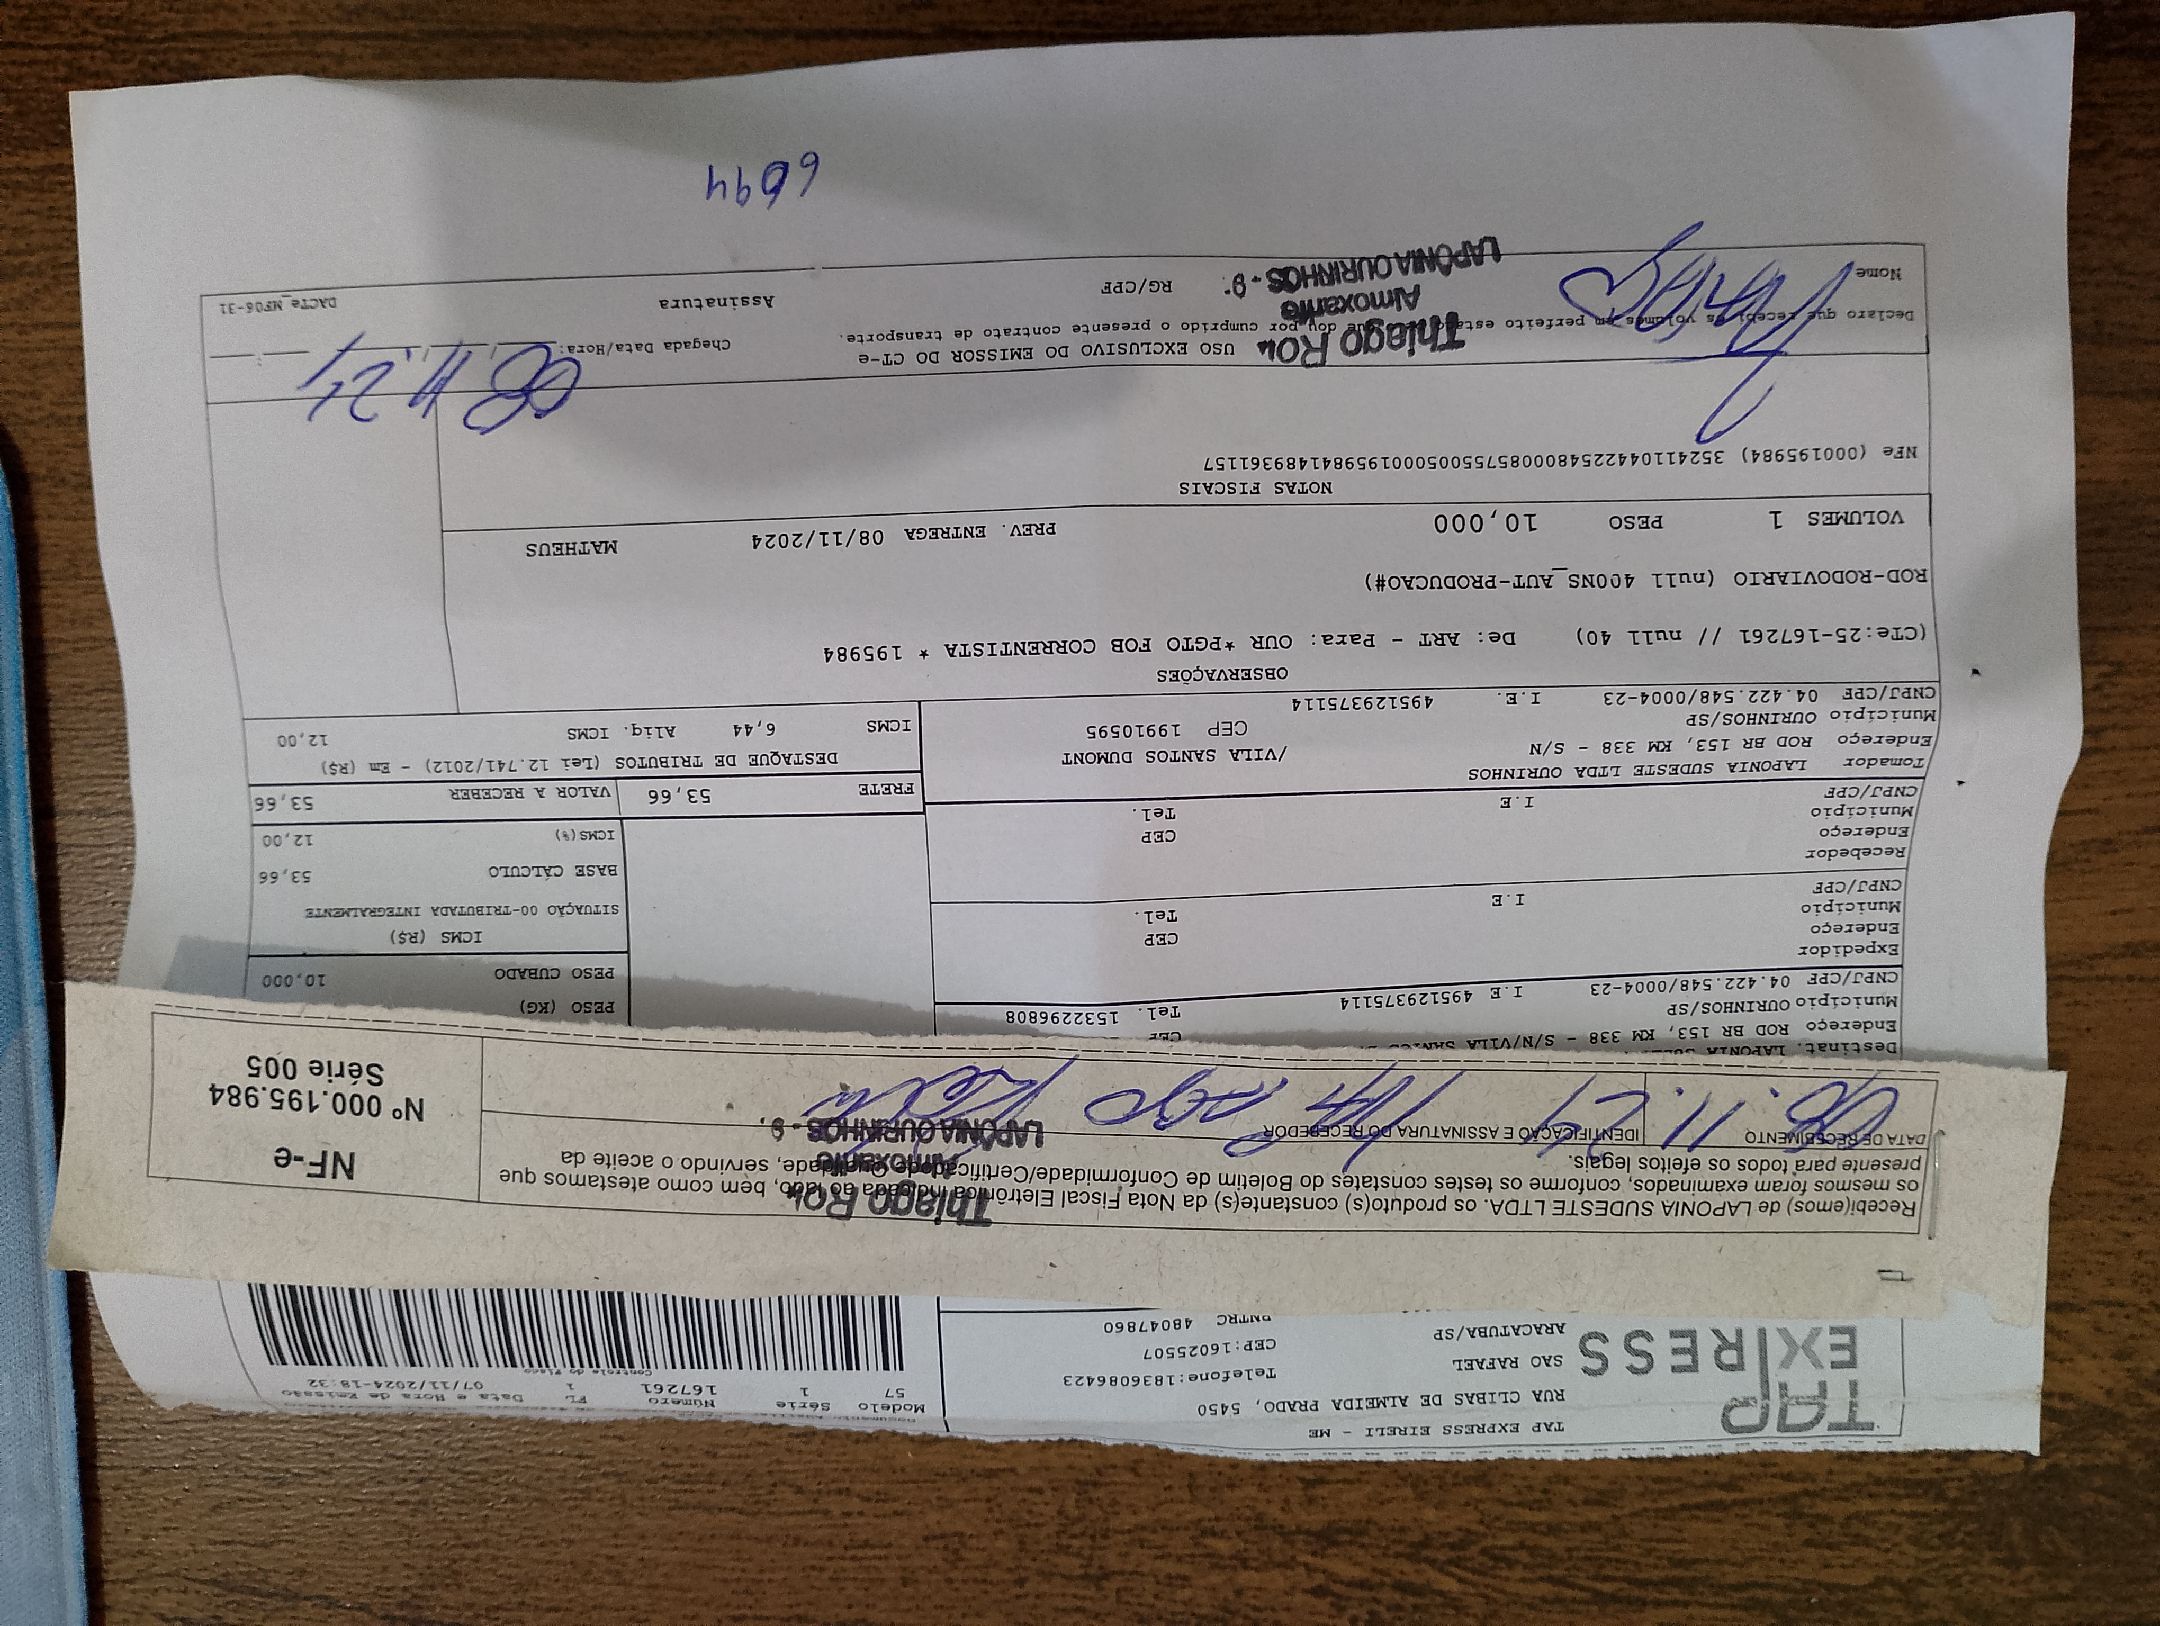 TAP EXPRESS
TAP EXPRESS EIRELI - ME
RUA CLIBAS DE ALMEIDA PRADO, 5450
SAO RAFAEL Telefone:1836086423
ARACATUBA/SP CEP:16025507
RNTRC 48047860
Modelo Série Número FL Data e Hora de Emissão
57 1 167261 1 07/11/2024-18:32
Controle do Fisco
Recebi(emos) de LAPONIA SUDESTE LTDA. os produto(s) constante(s) da Nota Fiscal Eletrônica indicada ao lado, bem como atestamos que
os mesmos foram examinados, conforme os testes constates do Boletim de Conformidade/Certificado de Qualidade, servindo o aceite da
presente para todos os efeitos legais.
Thiago
Almoxarife
LAPÔNIA OURINHOS -
DATA DE RECEBIMENTO IDENTIFICAÇÃO E ASSINATURA DO RECEBEDOR
08.11.24
NF-e
Nº 000.195.984
Série 005
Destinat. LAPONIA
Endereço ROD BR 153, KM 338 - S/N/VILA CEP
Município OURINHOS/SP Tel. 1532296808
CNPJ/CPF 04.422.548/0004-23 I.E 495129375114
Expedidor
Endereço CEP
Município Tel.
CNPJ/CPF I.E
Recebedor
Endereço CEP
Município Tel.
CNPJ/CPF I.E
Tomador LAPONIA SUDESTE LTDA OURINHOS
Endereço ROD BR 153, KM 338 - S/N /VILA SANTOS DUMONT
Município OURINHOS/SP CEP 19910595
CNPJ/CPF 04.422.548/0004-23 I.E. 495129375114
PESO (KG)
PESO CUBADO 10,000
ICMS (R$)
SITUAÇÃO 00-TRIBUTADA INTEGRALMENTE
BASE CÁLCULO 53,66
ICMS(%) 12,00
FRETE 53,66 VALOR A RECEBER 53,66
DESTAQUE DE TRIBUTOS (Lei 12.741/2012) - Em (R$)
ICMS 6,44 Aliq. ICMS 12,00
OBSERVAÇÕES
(CTe:25-167261 // null 40) De: ART - Para: OUR *PGTO FOB CORRENTISTA * 195984
ROD-RODOVIARIO (null 400NS_AUT-PRODUCAO#)
VOLUMES 1 PESO 10,000 PREV. ENTREGA 08/11/2024 MATHEUS
NOTAS FISCAIS
NFe (000195984) 35241104422548000857550050001959841489361157
USO EXCLUSIVO DO EMISSOR DO CT-e
Declaro que recebi os volumes em perfeito estado que dou por cumprido o presente contrato de transporte.
Chegada Data/Hora:
08 11
Thiago
Almoxarife
LAPÔNIA OURINHOS -
Nome RG/CPF Assinatura DACTe_MF06-31
6094